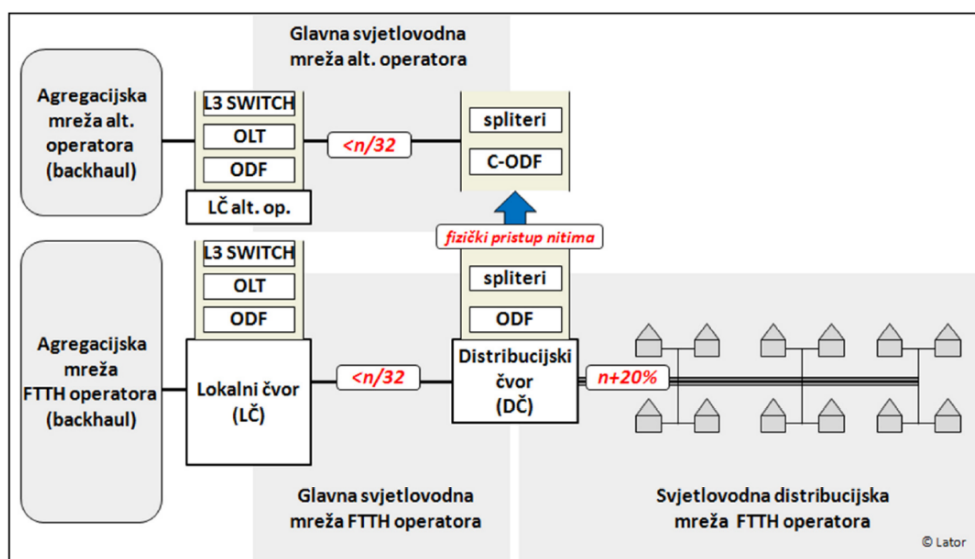 Glavna svjetlovodna
mreža alt. operatora
Agregacijska
mreža alt.
operatora
(backhaul)
L3 SWITCH
OLT
ODF
LČ alt. op.
<n/32
spliteri
C-ODF
fizički pristup nitima
L3 SWITCH
OLT
ODF
spliteri
ODF
Agregacijska
mreža
FTTH operatora
(backhaul)
Lokalni čvor
(LČ)
<n/32
Distribucijski
čvor
(DČ)
n+20%
Glavna svjetlovodna
mreža FTTH operatora
Svjetlovodna distribucijska
mreža FTTH operatora
© Lator